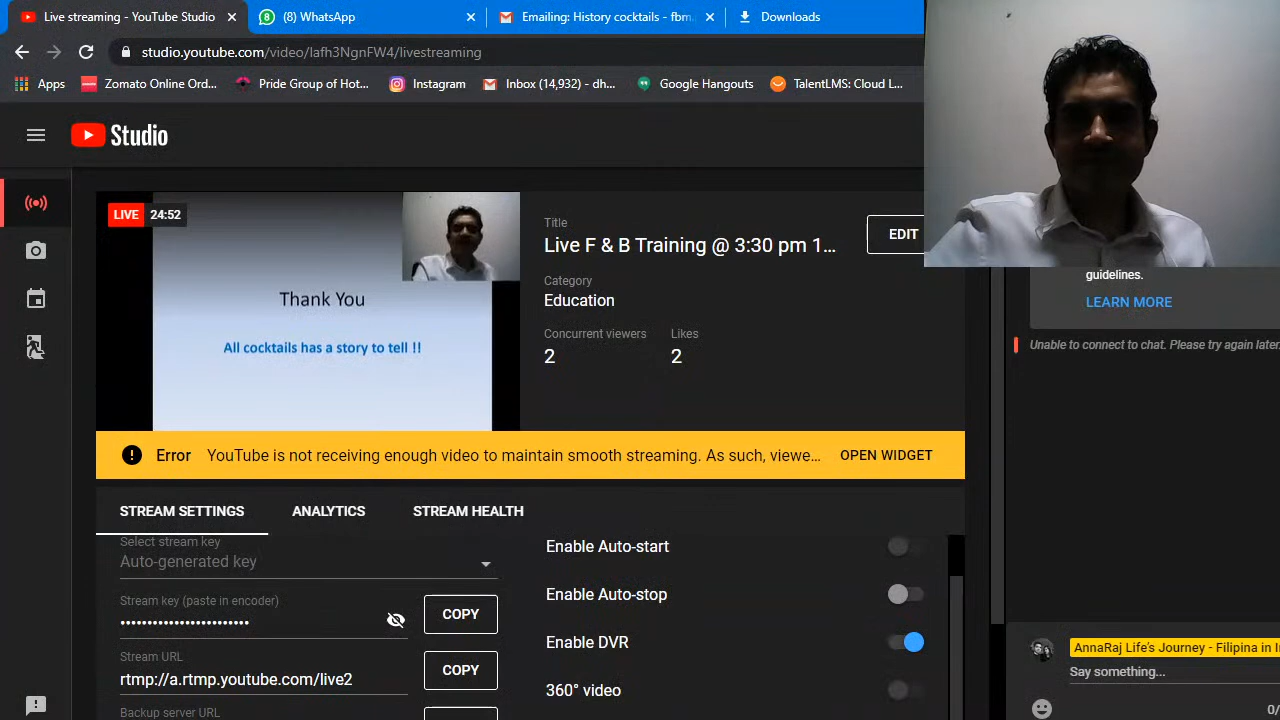 Live streaming - YouTube Studio
(8) WhatsApp
Emailing: History cocktails - fbm.
Downloads
studio.youtube.com/video/lafh3NgnFW4/livestreaming
Apps
Zomato Online Ord...
Pride Group of Hot...
Instagram
Inbox (14,932) - dh...
Google Hangouts
TalentLMS: Cloud L...
Studio
LIVE 24:52
Thank You
All cocktails has a story to tell !!
Title
Live F & B Training @ 3:30 pm 1...
EDIT
Category
Education
Concurrent viewers
2
Likes
2
guidelines.
LEARN MORE
Unable to connect to chat. Please try again later.
Error YouTube is not receiving enough video to maintain smooth streaming. As such, viewe... OPEN WIDGET
STREAM SETTINGS
ANALYTICS
STREAM HEALTH
Select stream key
Auto-generated key
Stream key (paste in encoder)
••••••••••••••••••••••••
COPY
Stream URL
rtmp://a.rtmp.youtube.com/live2
COPY
Backup server URL
Enable Auto-start
Enable Auto-stop
Enable DVR
360° video
AnnaRaj Life's Journey - Filipina in In
Say something...
0/